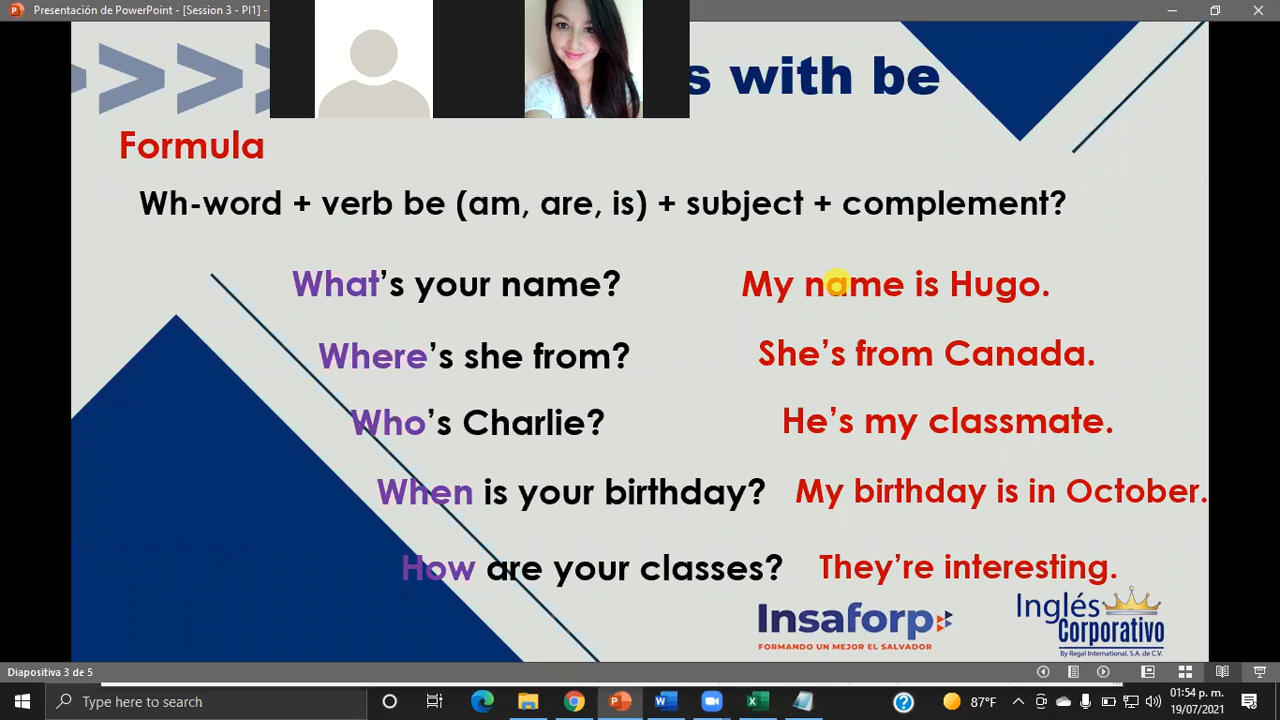 Presentación de PowerPoint - [Session 3 - PI1] -
s with be
Formula
Wh-word + verb be (am, are, is) + subject + complement?
What's your name? My name is Hugo.
Where's she from? She's from Canada.
Who's Charlie? He's my classmate.
When is your birthday? My birthday is in October.
How are your classes? They're interesting.
Insaforp
FORMANDO UN MEJOR EL SALVADOR
Inglés
Corporativo
By Regal International, S.A. de C.V.
Diapositiva 3 de 5
Type here to search
87°F
01:54 p. m.
19/07/2021